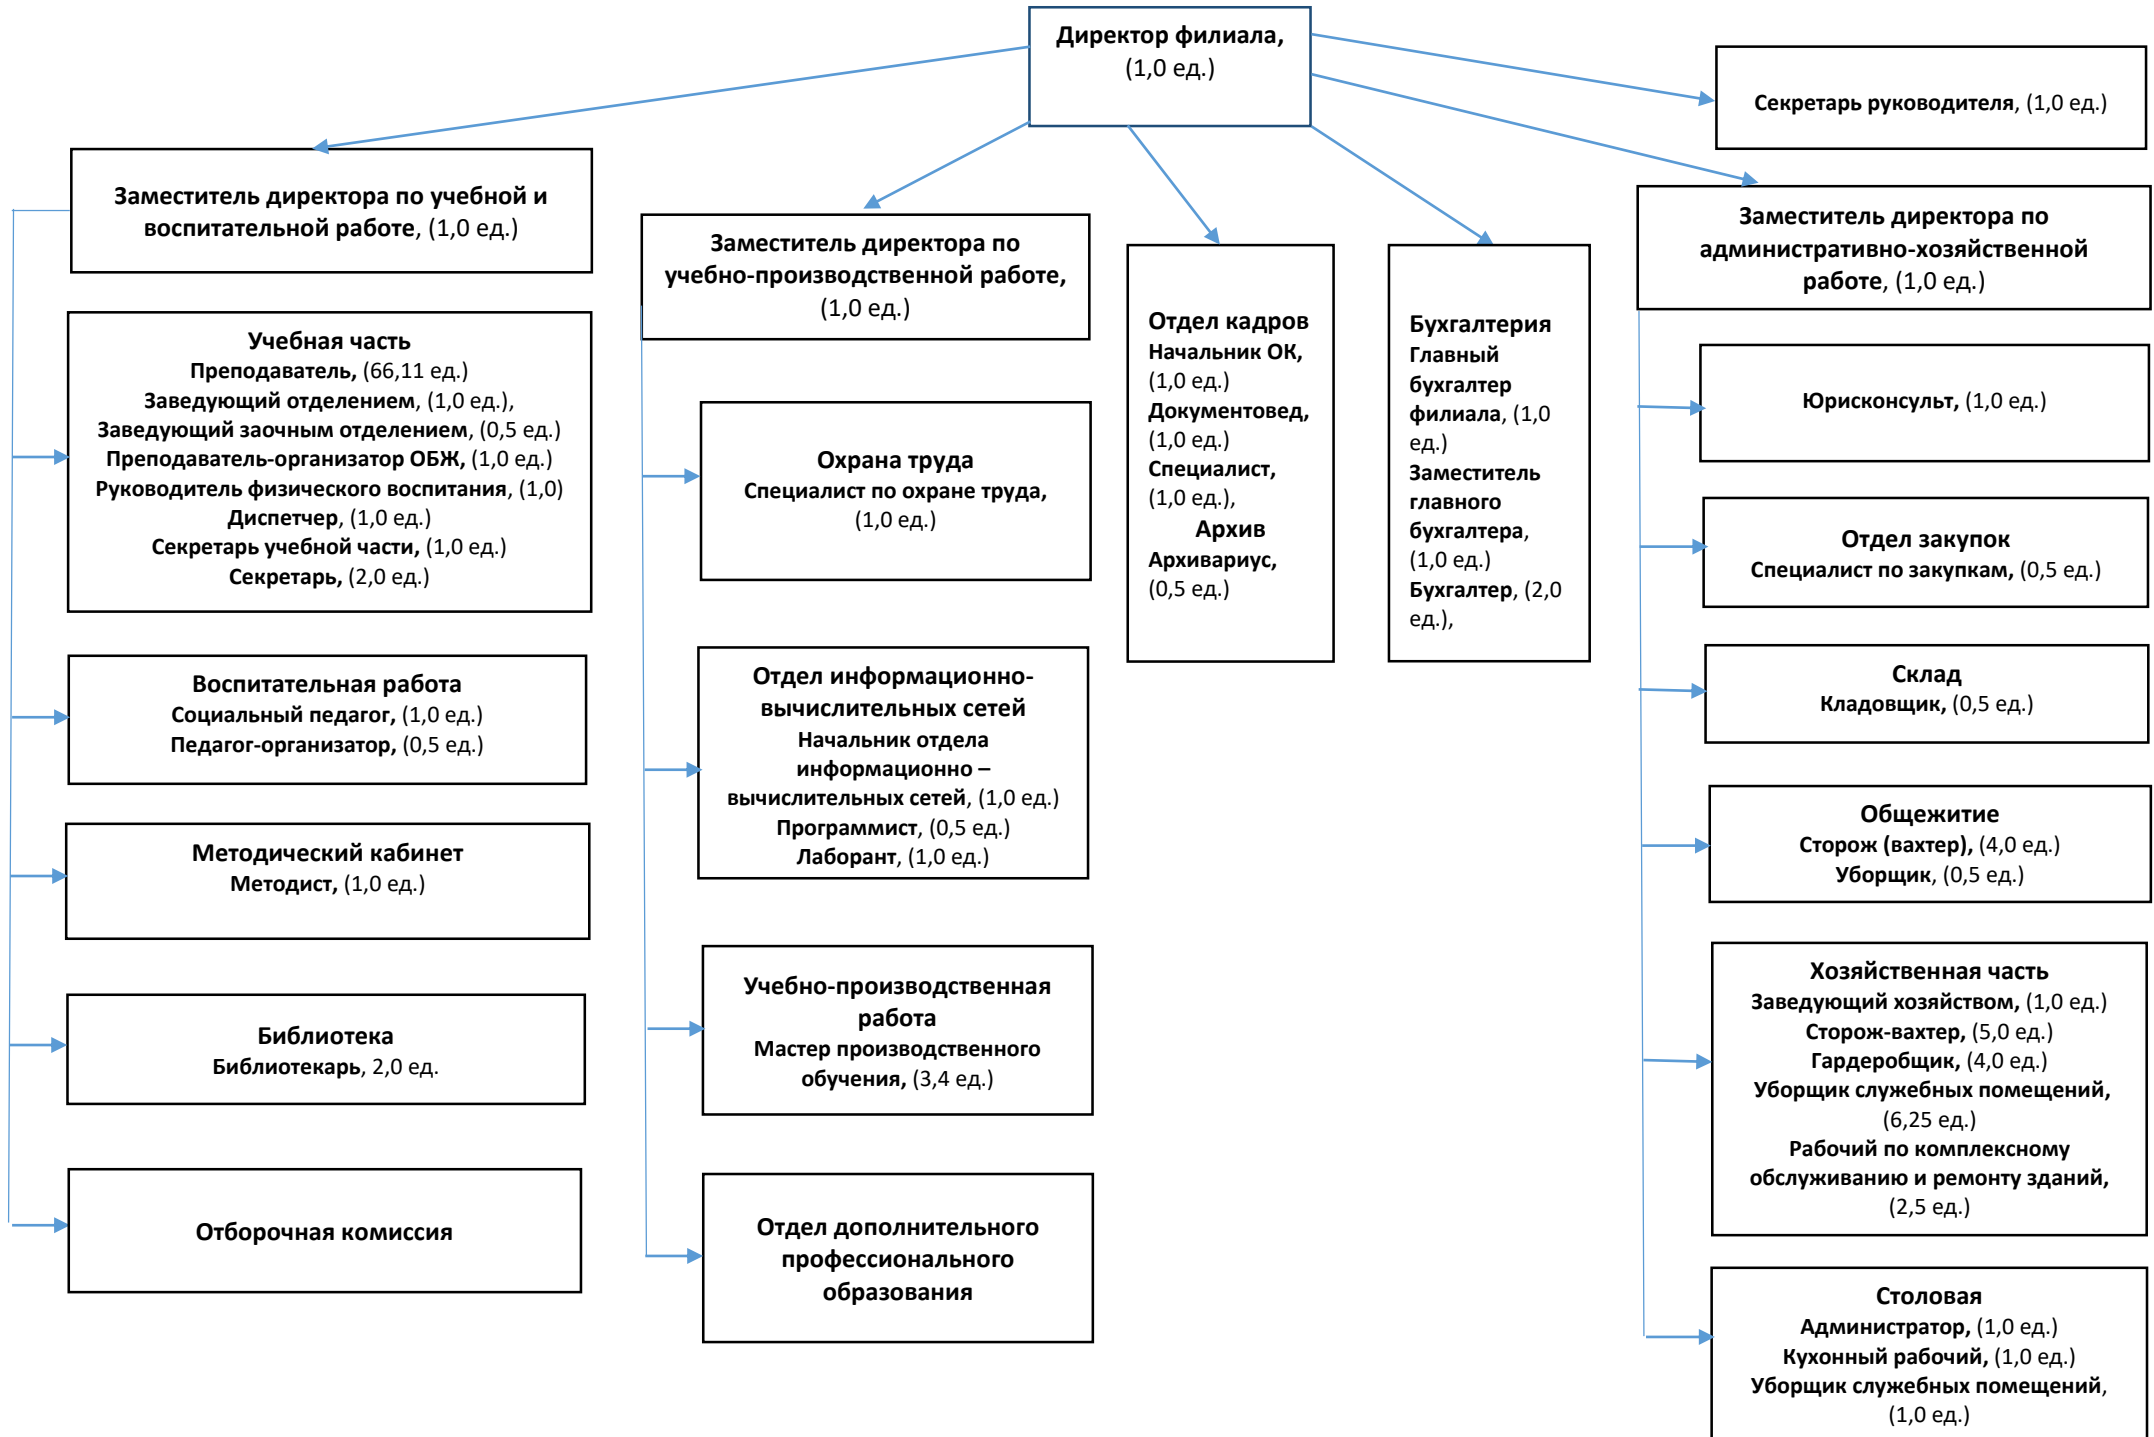 Директор филиала,
(1,0 ед.)
Секретарь руководителя, (1,0 ед.)
Заместитель директора по учебной и
воспитательной работе, (1,0 ед.)
Учебная часть
Преподаватель, (66,11 ед.)
Заведующий отделением, (1,0 ед.),
Заведующий заочным отделением, (0,5 ед.)
Преподаватель-организатор ОБЖ, (1,0 ед.)
Руководитель физического воспитания, (1,0)
Диспетчер, (1,0 ед.)
Секретарь учебной части, (1,0 ед.)
Секретарь, (2,0 ед.)
Воспитательная работа
Социальный педагог, (1,0 ед.)
Педагог-организатор, (0,5 ед.)
Методический кабинет
Методист, (1,0 ед.)
Библиотека
Библиотекарь, 2,0 ед.
Отборочная комиссия
Заместитель директора по
учебно-производственной работе,
(1,0 ед.)
Охрана труда
Специалист по охране труда,
(1,0 ед.)
Отдел информационно-
вычислительных сетей
Начальник отдела
информационно –
вычислительных сетей, (1,0 ед.)
Программист, (0,5 ед.)
Лаборант, (1,0 ед.)
Учебно-производственная
работа
Мастер производственного
обучения, (3,4 ед.)
Отдел дополнительного
профессионального
образования
Отдел кадров
Начальник ОК,
(1,0 ед.)
Документовед,
(1,0 ед.)
Специалист,
(1,0 ед.),
Архив
Архивариус,
(0,5 ед.)
Бухгалтерия
Главный
бухгалтер
филиала, (1,0
ед.)
Заместитель
главного
бухгалтера,
(1,0 ед.)
Бухгалтер, (2,0
ед.),
Заместитель директора по
административно-хозяйственной
работе, (1,0 ед.)
Юрисконсульт, (1,0 ед.)
Отдел закупок
Специалист по закупкам, (0,5 ед.)
Склад
Кладовщик, (0,5 ед.)
Общежитие
Сторож (вахтер), (4,0 ед.)
Уборщик, (0,5 ед.)
Хозяйственная часть
Заведующий хозяйством, (1,0 ед.)
Сторож-вахтер, (5,0 ед.)
Гардеробщик, (4,0 ед.)
Уборщик служебных помещений,
(6,25 ед.)
Рабочий по комплексному
обслуживанию и ремонту зданий,
(2,5 ед.)
Столовая
Администратор, (1,0 ед.)
Кухонный рабочий, (1,0 ед.)
Уборщик служебных помещений,
(1,0 ед.)